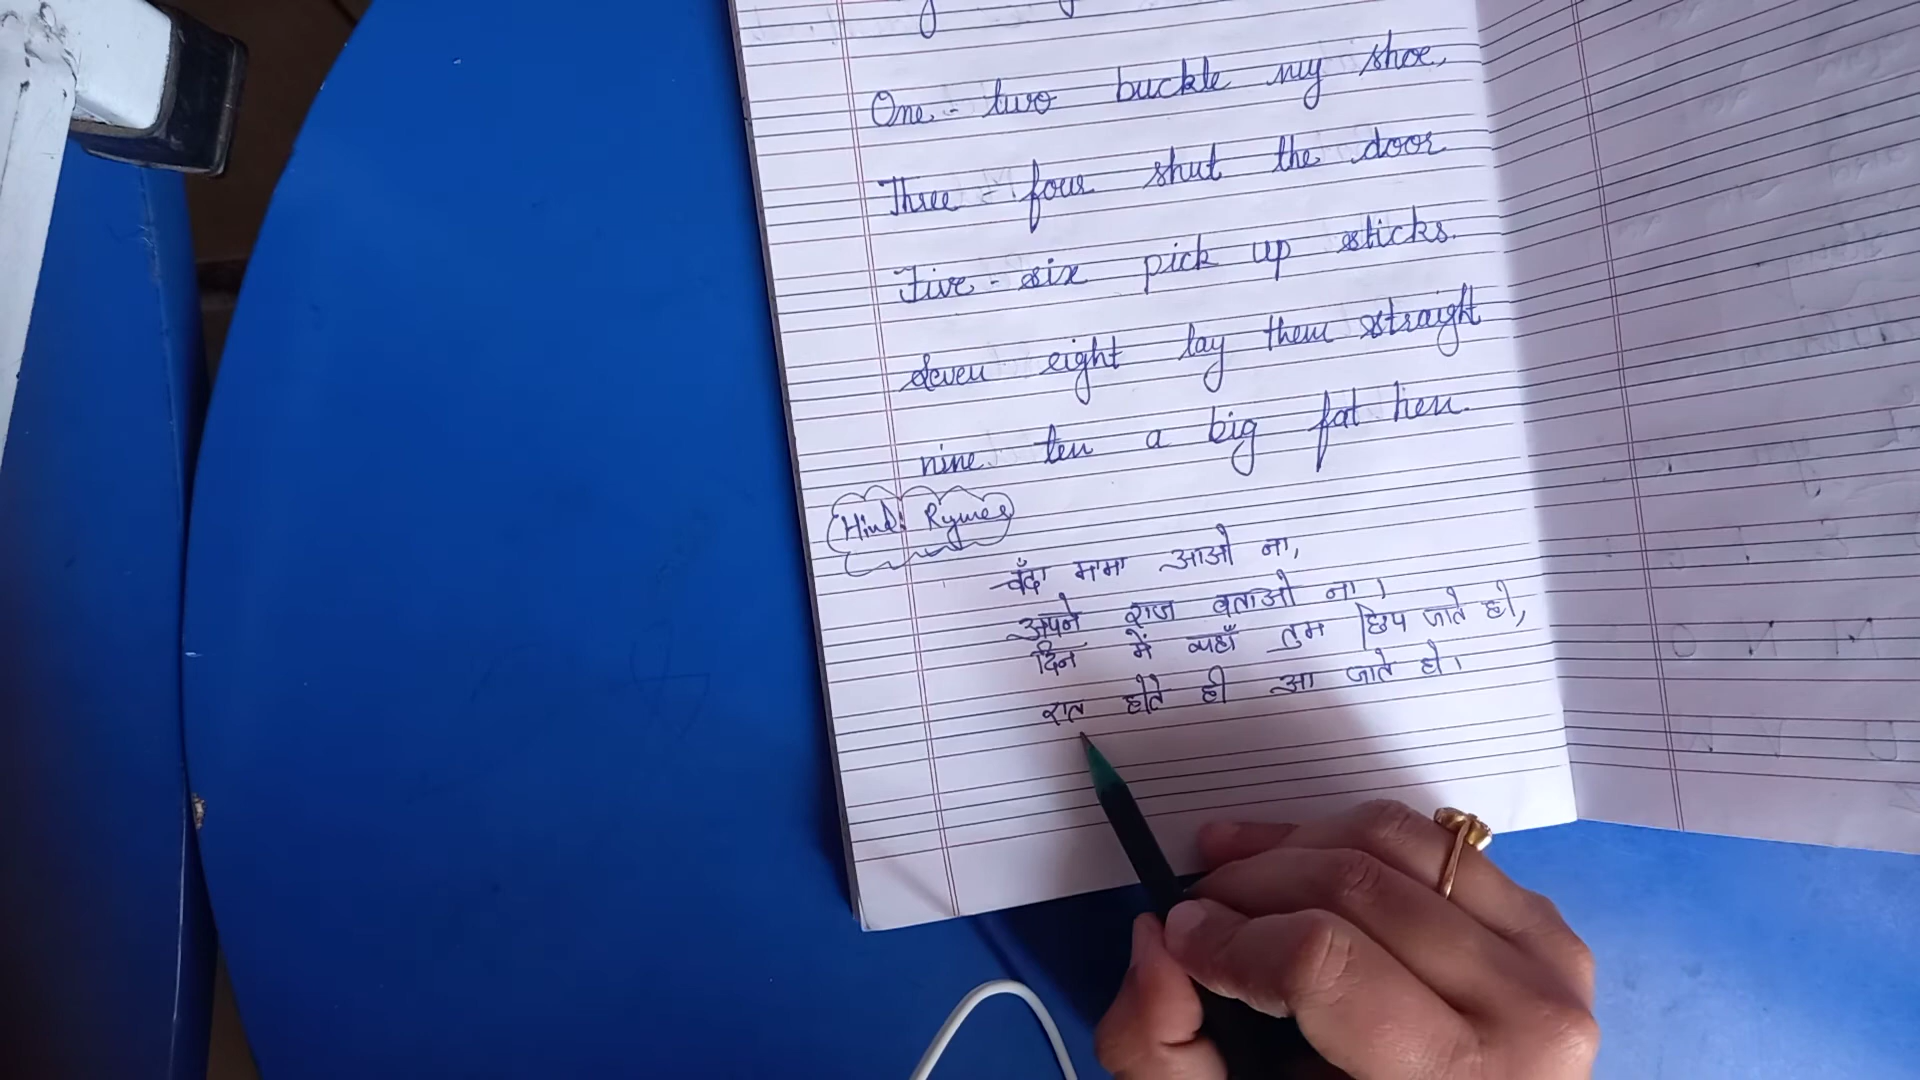 One - two buckle my shoe,
Three - four shut the door
Five - six pick up sticks.
Seven eight lay them straight
nine ten a big fat hen.
Hindi Rymes
चँदा मामा आओ ना,
अपने राज बताओ ना।
दिन में कहाँ तुम छिप जाते हो,
रात होते ही आ जाते हो।